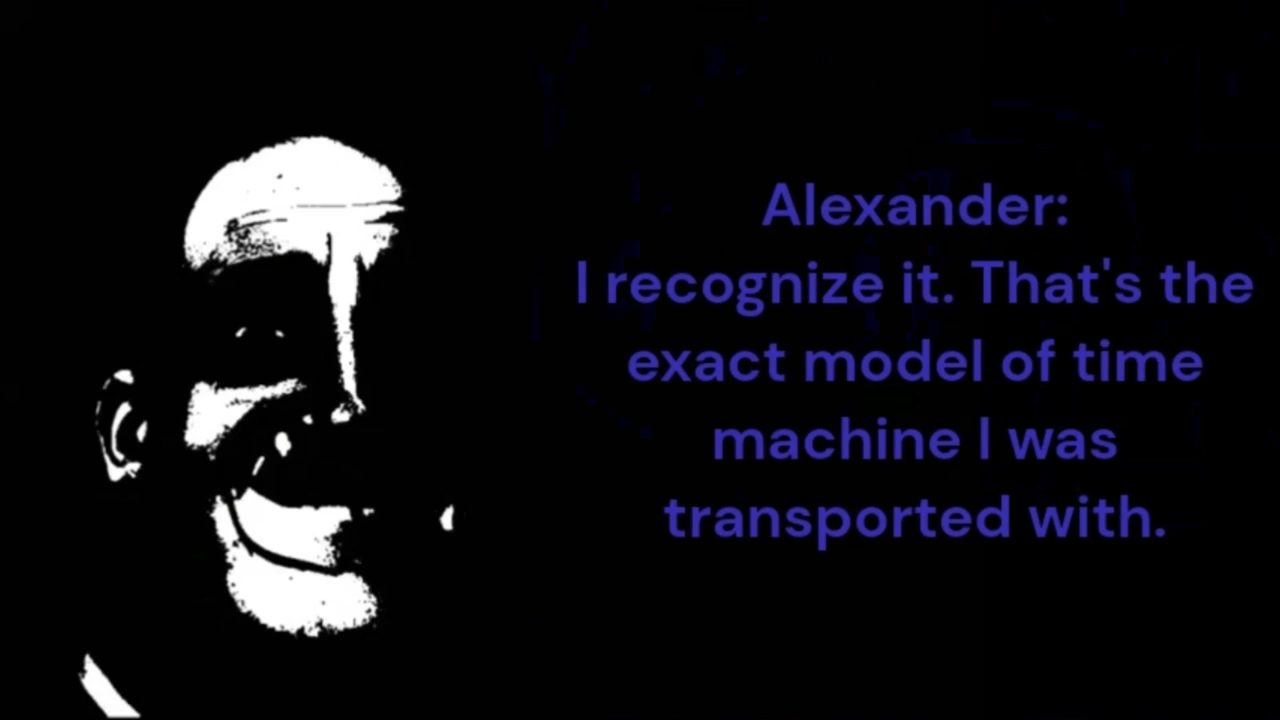 Alexander:
I recognize it. That's the
exact model of time
machine I was
transported with.